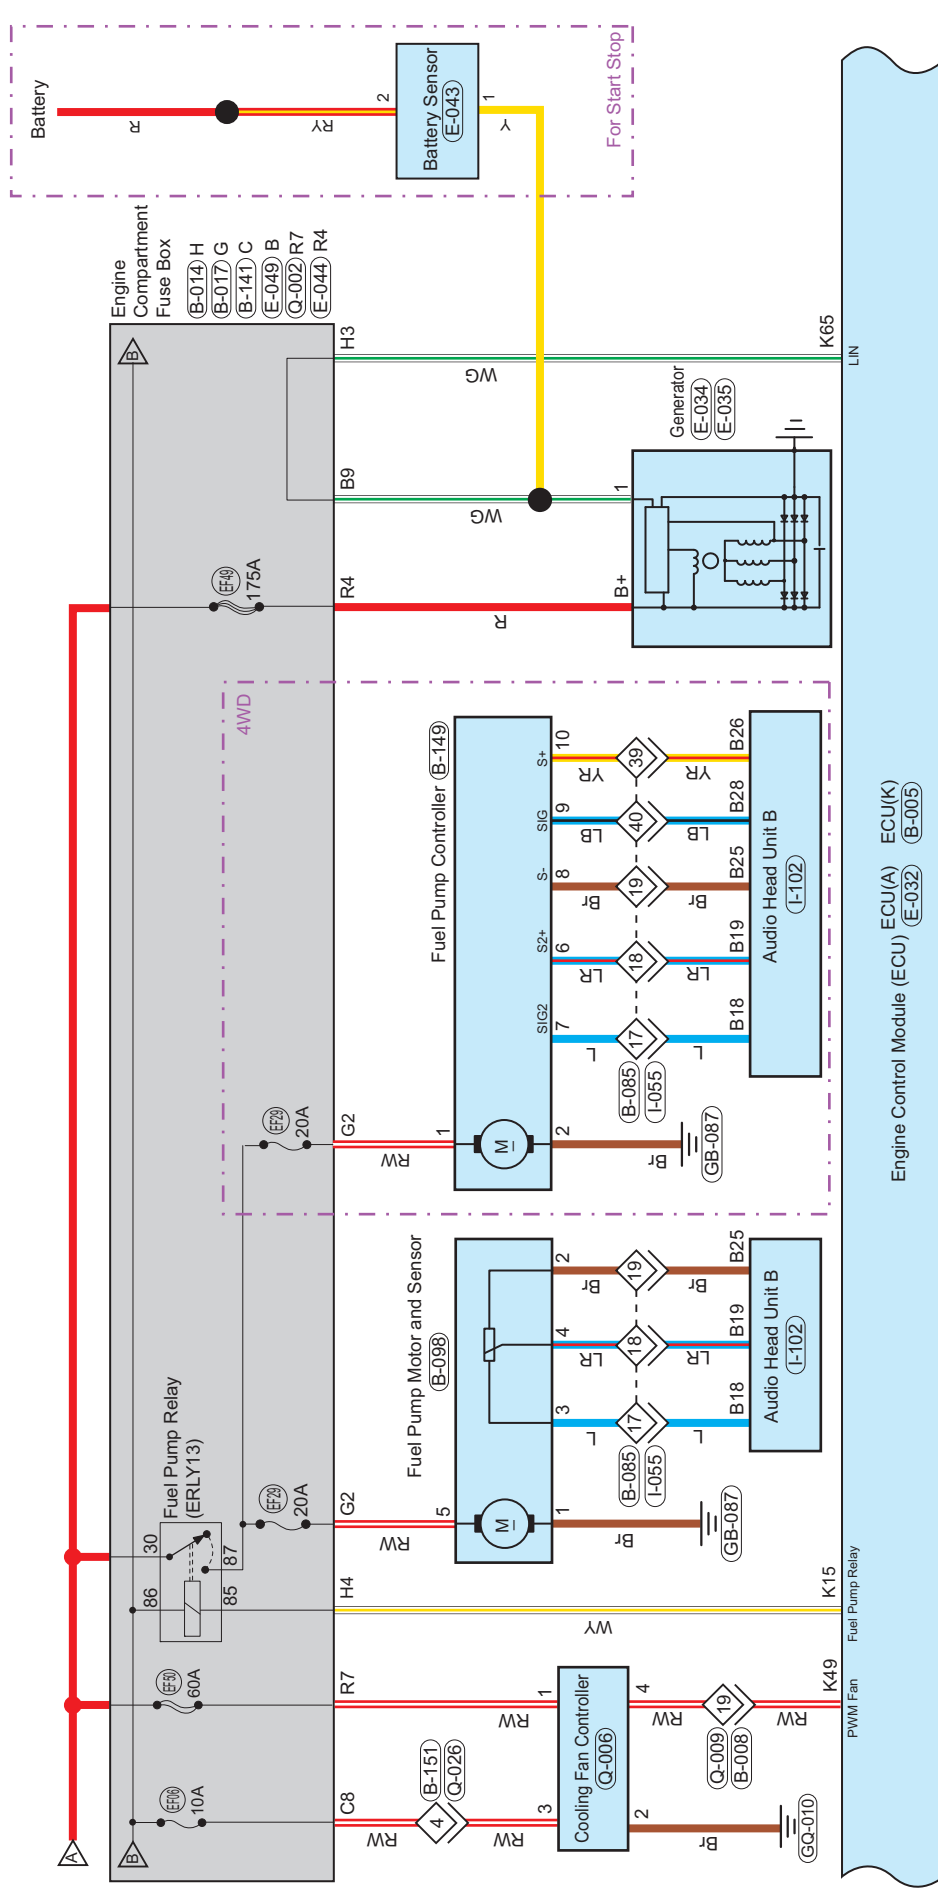 Battery
R
RY
2
Battery Sensor
E-043
1
Y
For Start Stop
Engine
Compartment
Fuse Box
B-014 H
B-017 G
B-141 C
E-049 B
Q-002 R7
E-044 R4
A
B
B
EF06
10A
EF50
60A
86
30
85
87
Fuel Pump Relay
(ERLY13)
EF29
20A
EF29
20A
4WD
EF49
175A
C8
R7
H4
G2
G2
R4
B9
H3
RW
RW
WY
RW
RW
R
WG
WG
4
B-151
Q-026
RW
3
1
Cooling Fan Controller
Q-006
2
4
Br
GQ-010
RW
19
Q-009
B-008
RW
5
Fuel Pump Motor and Sensor
B-098
M
1
3
4
2
Br
GB-087
L
LR
Br
17
18
19
B-085
I-055
L
LR
Br
B18
B19
B25
Audio Head Unit B
I-102
1
Fuel Pump Controller B-149
M
SIG2
S2+
S-
SIG
S+
2
7
6
8
9
10
Br
GB-087
L
LR
Br
LB
YR
17
18
19
40
39
B-085
I-055
L
LR
Br
LB
YR
B18
B19
B25
B28
B26
Audio Head Unit B
I-102
B+
1
Generator
E-034
E-035
K49
K15
K65
PWM Fan
Fuel Pump Relay
LIN
Engine Control Module (ECU)
ECU(A)
E-032
ECU(K)
B-005